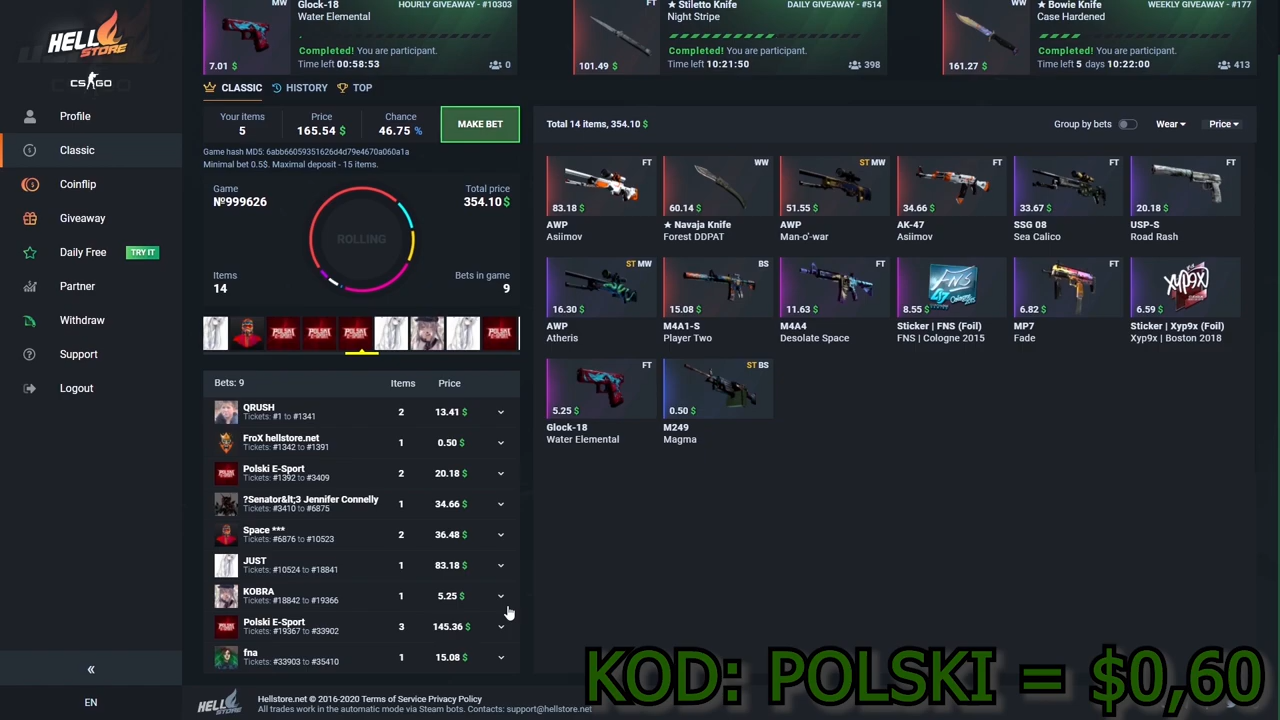 HELL
STORE
CS GO
Profile
Classic
Coinflip
Giveaway
Daily Free
TRY IT
Partner
Withdraw
Support
Logout
«
EN
MW
Glock-18
Water Elemental
HOURLY GIVEAWAY - #10303
Completed! You are participant.
Time left 00:58:53
0
7.01 $
FT
★ Stiletto Knife
Night Stripe
DAILY GIVEAWAY - #514
Completed! You are participant.
Time left 10:21:50
398
101.49 $
WW
★ Bowie Knife
Case Hardened
WEEKLY GIVEAWAY - #177
Completed! You are participant.
Time left 5 days 10:22:00
413
161.27 $
CLASSIC
HISTORY
TOP
Your items
5
Price
165.54 $
Chance
46.75 %
MAKE BET
Game hash MD5: 6abb66059351626d4d79e4670a060a1a
Minimal bet 0.5$. Maximal deposit - 15 items.
Game
№999626
Total price
354.10 $
ROLLING
Items
14
Bets in game
9
Bets: 9
Items
Price
QRUSH
Tickets: #1 to #1341
2
13.41 $
FroX hellstore.net
Tickets: #1342 to #1391
1
0.50 $
Polski E-Sport
Tickets: #1392 to #3409
2
20.18 $
?Senator&lt;3 Jennifer Connelly
Tickets: #3410 to #6875
1
34.66 $
Space ***
Tickets: #6876 to #10523
2
36.48 $
JUST
Tickets: #10524 to #18841
1
83.18 $
KOBRA
Tickets: #18842 to #19366
1
5.25 $
Polski E-Sport
Tickets: #19367 to #33902
3
145.36 $
fna
Tickets: #33903 to #35410
1
15.08 $
Total 14 items, 354.10 $
Group by bets
Wear
Price
FT
83.18 $
AWP
Asiimov
WW
60.14 $
★ Navaja Knife
Forest DDPAT
ST MW
51.55 $
AWP
Man-o'-war
FT
34.66 $
AK-47
Asiimov
FT
33.67 $
SSG 08
Sea Calico
FT
20.18 $
USP-S
Road Rash
ST MW
16.30 $
AWP
Atheris
BS
15.08 $
M4A1-S
Player Two
FT
11.63 $
M4A4
Desolate Space
8.55 $
Sticker | FNS (Foil)
FNS | Cologne 2015
FT
6.82 $
MP7
Fade
6.59 $
Sticker | Xyp9x (Foil)
Xyp9x | Boston 2018
FT
5.25 $
Glock-18
Water Elemental
ST BS
0.50 $
M249
Magma
HELL
STORE
Hellstore.net © 2016-2020 Terms of Service Privacy Policy
All trades work in the automatic mode via Steam bots. Contacts: support@hellstore.net
KOD: POLSKI = $0,60